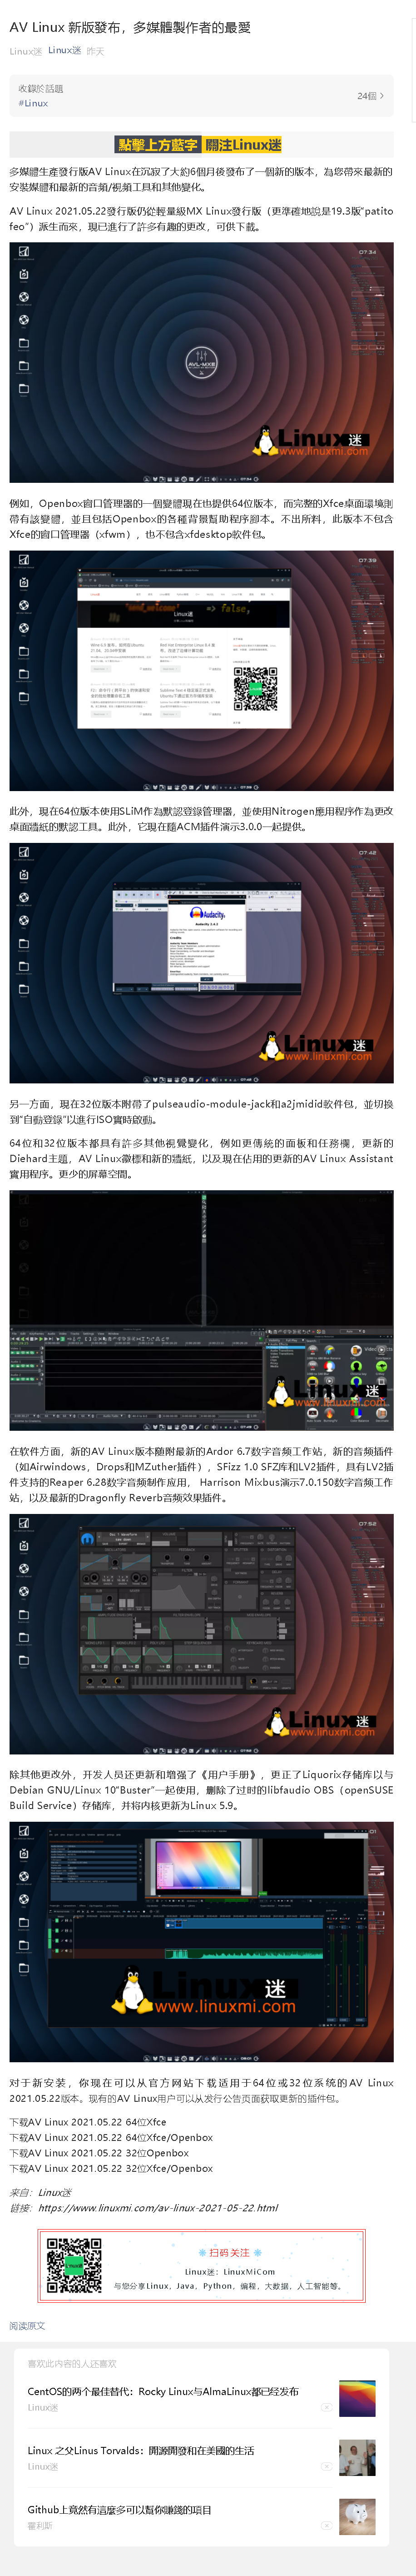 AV Linux 新版發布，多媒體製作者的最愛
Linux迷 Linux迷 昨天
收錄於話題
#Linux
24個
點擊上方藍字 關注Linux迷
多媒體生產發行版AV Linux在沉寂了大約6個月後發布了一個新的版本，為您帶來最新的
安裝媒體和最新的音頻/視頻工具和其他變化。
AV Linux 2021.05.22發行版仍從輕量級MX Linux發行版（更準確地說是19.3版“patito
feo”）派生而來，現已進行了許多有趣的更改，可供下載。
07:34
AVL-MXE
Linux迷
www.linuxmi.com
例如，Openbox窗口管理器的一個變體現在也提供64位版本，而完整的Xfce桌面環境則
帶有該變體，並且包括Openbox的各種背景幫助程序腳本。不出所料，此版本不包含
Xfce的窗口管理器（xfwm），也不包含xfdesktop軟件包。
07:39
Linux迷
此外，現在64位版本使用SLiM作為默認登錄管理器，並使用Nitrogen應用程序作為更改
桌面牆紙的默認工具。此外，它現在隨ACM插件演示3.0.0一起提供。
07:42
Audacity
Linux迷
www.linuxmi.com
另一方面，現在32位版本附帶了pulseaudio-module-jack和a2jmidid軟件包，並切換
到“自動登錄”以進行ISO實時啟動。
64位和32位版本都具有許多其他視覺變化，例如更傳統的面板和任務欄，更新的
Diehard主題，AV Linux徽標和新的牆紙，以及現在佔用的更新的AV Linux Assistant
實用程序。更少的屏幕空間。
Linux迷
www.linuxmi.com
在软件方面，新的AV Linux版本随附最新的Ardor 6.7数字音频工作站，新的音频插件
（如Airwindows，Drops和MZuther插件），SFizz 1.0 SFZ库和LV2插件，具有LV2插
件支持的Reaper 6.28数字音频制作应用， Harrison Mixbus演示7.0.150数字音频工作
站，以及最新的Dragonfly Reverb音频效果插件。
07:52
Linux迷
www.linuxmi.com
除其他更改外，开发人员还更新和增强了《用户手册》，更正了Liquorix存储库以与
Debian GNU/Linux 10“Buster”一起使用，删除了过时的libfaudio OBS（openSUSE
Build Service）存储库，并将内核更新为Linux 5.9。
Linux迷
www.linuxmi.com
对于新安装，你现在可以从官方网站下载适用于64位或32位系统的AV Linux
2021.05.22版本。现有的AV Linux用户可以从发行公告页面获取更新的插件包。
下载AV Linux 2021.05.22 64位Xfce
下载AV Linux 2021.05.22 64位Xfce/Openbox
下载AV Linux 2021.05.22 32位Openbox
下载AV Linux 2021.05.22 32位Xfce/Openbox
来自：Linux迷
链接：https://www.linuxmi.com/av-linux-2021-05-22.html
扫码关注
Linux迷：LinuxMiCom
与您分享Linux，Java，Python，编程，大数据，人工智能等。
阅读原文
喜欢此内容的人还喜欢
CentOS的两个最佳替代：Rocky Linux与AlmaLinux都已经发布
Linux迷
Linux 之父Linus Torvalds：開源開發和在美國的生活
Linux迷
Github上竟然有這麼多可以幫你賺錢的項目
霍利斯